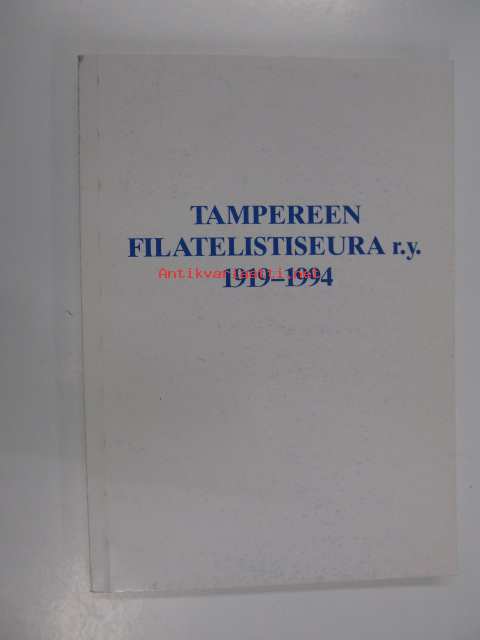 TAMPEREEN
FILATELISTISEURA r.y.
Antikvariaatti.net
1919–1994